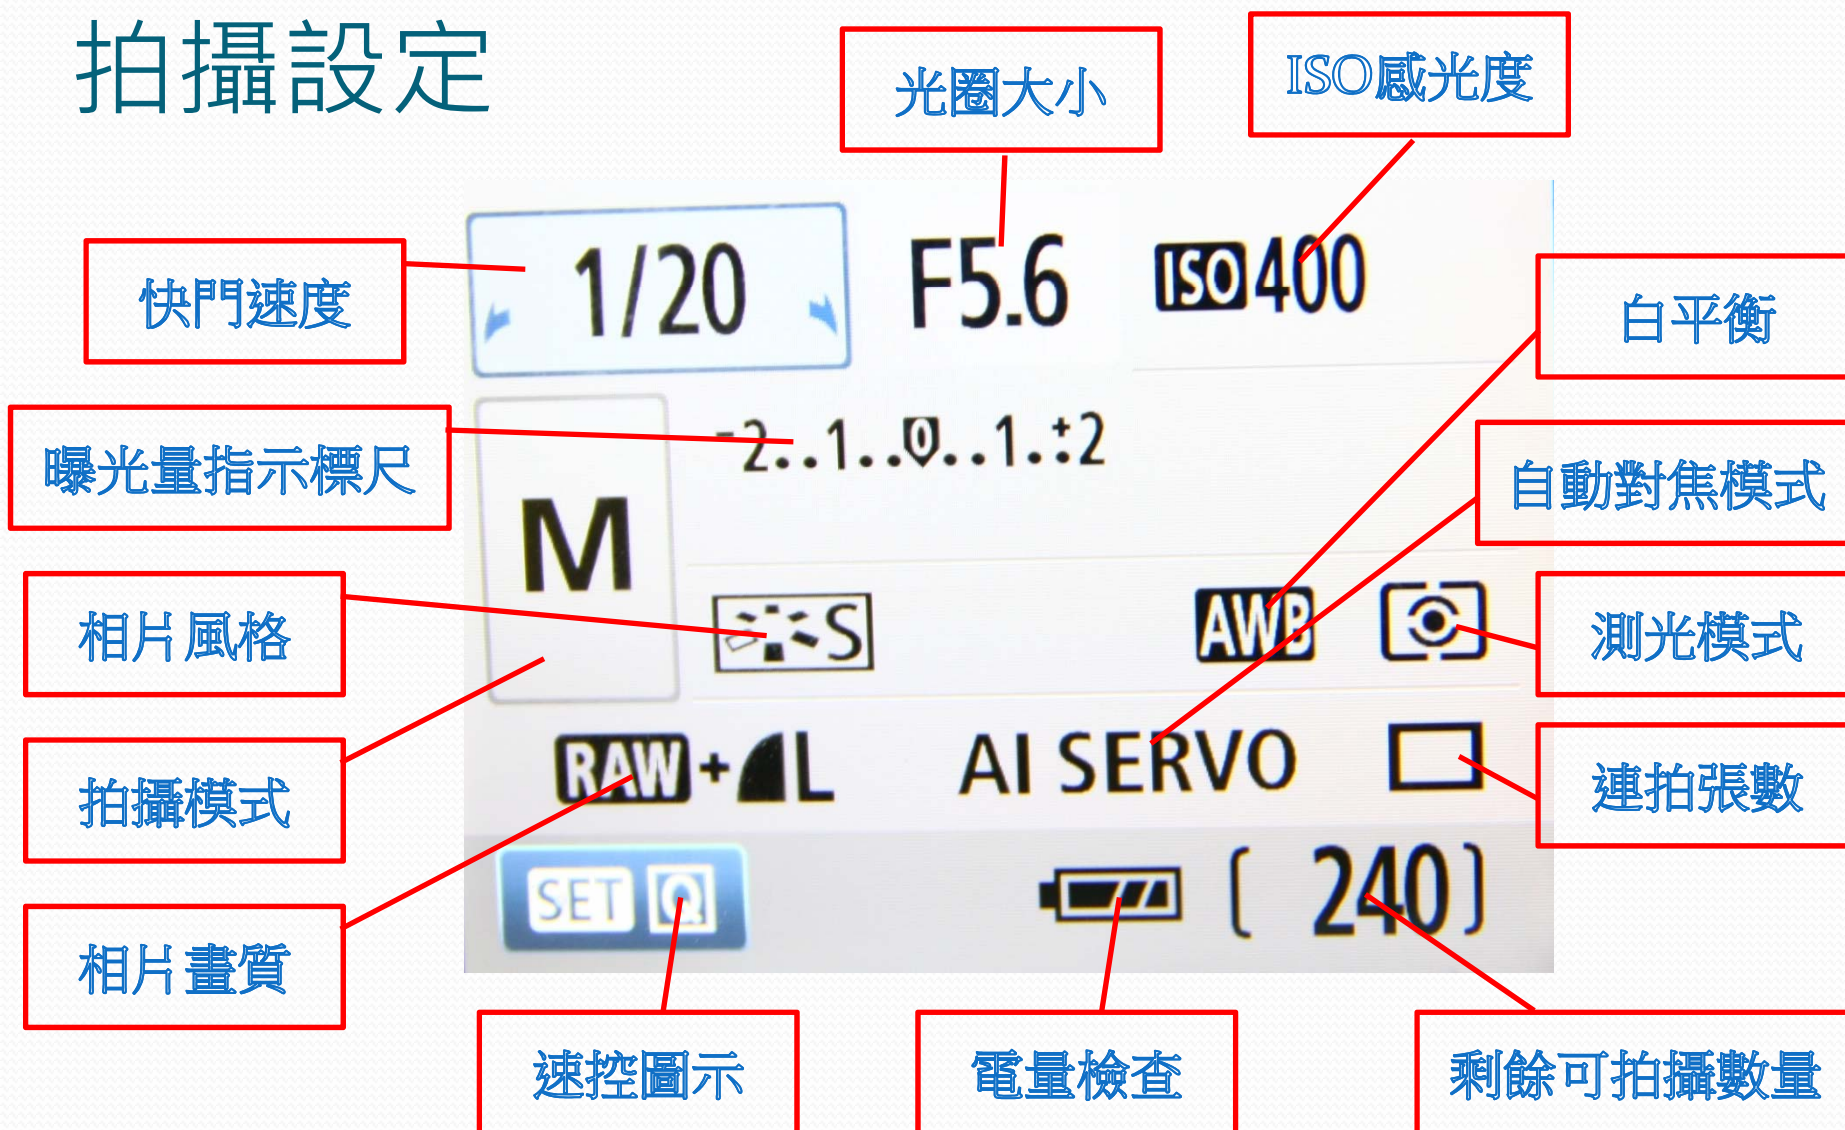 拍攝設定
光圈大小
ISO感光度
快門速度
1/20 F5.6 ISO 400
白平衡
曝光量指示標尺
-2..1..0..1.:+2
自動對焦模式
M
相片風格
S
AWB
測光模式
拍攝模式
RAW+L AI SERVO
連拍張數
相片畫質
SET Q [ 240]
速控圖示
電量檢查
剩餘可拍攝數量